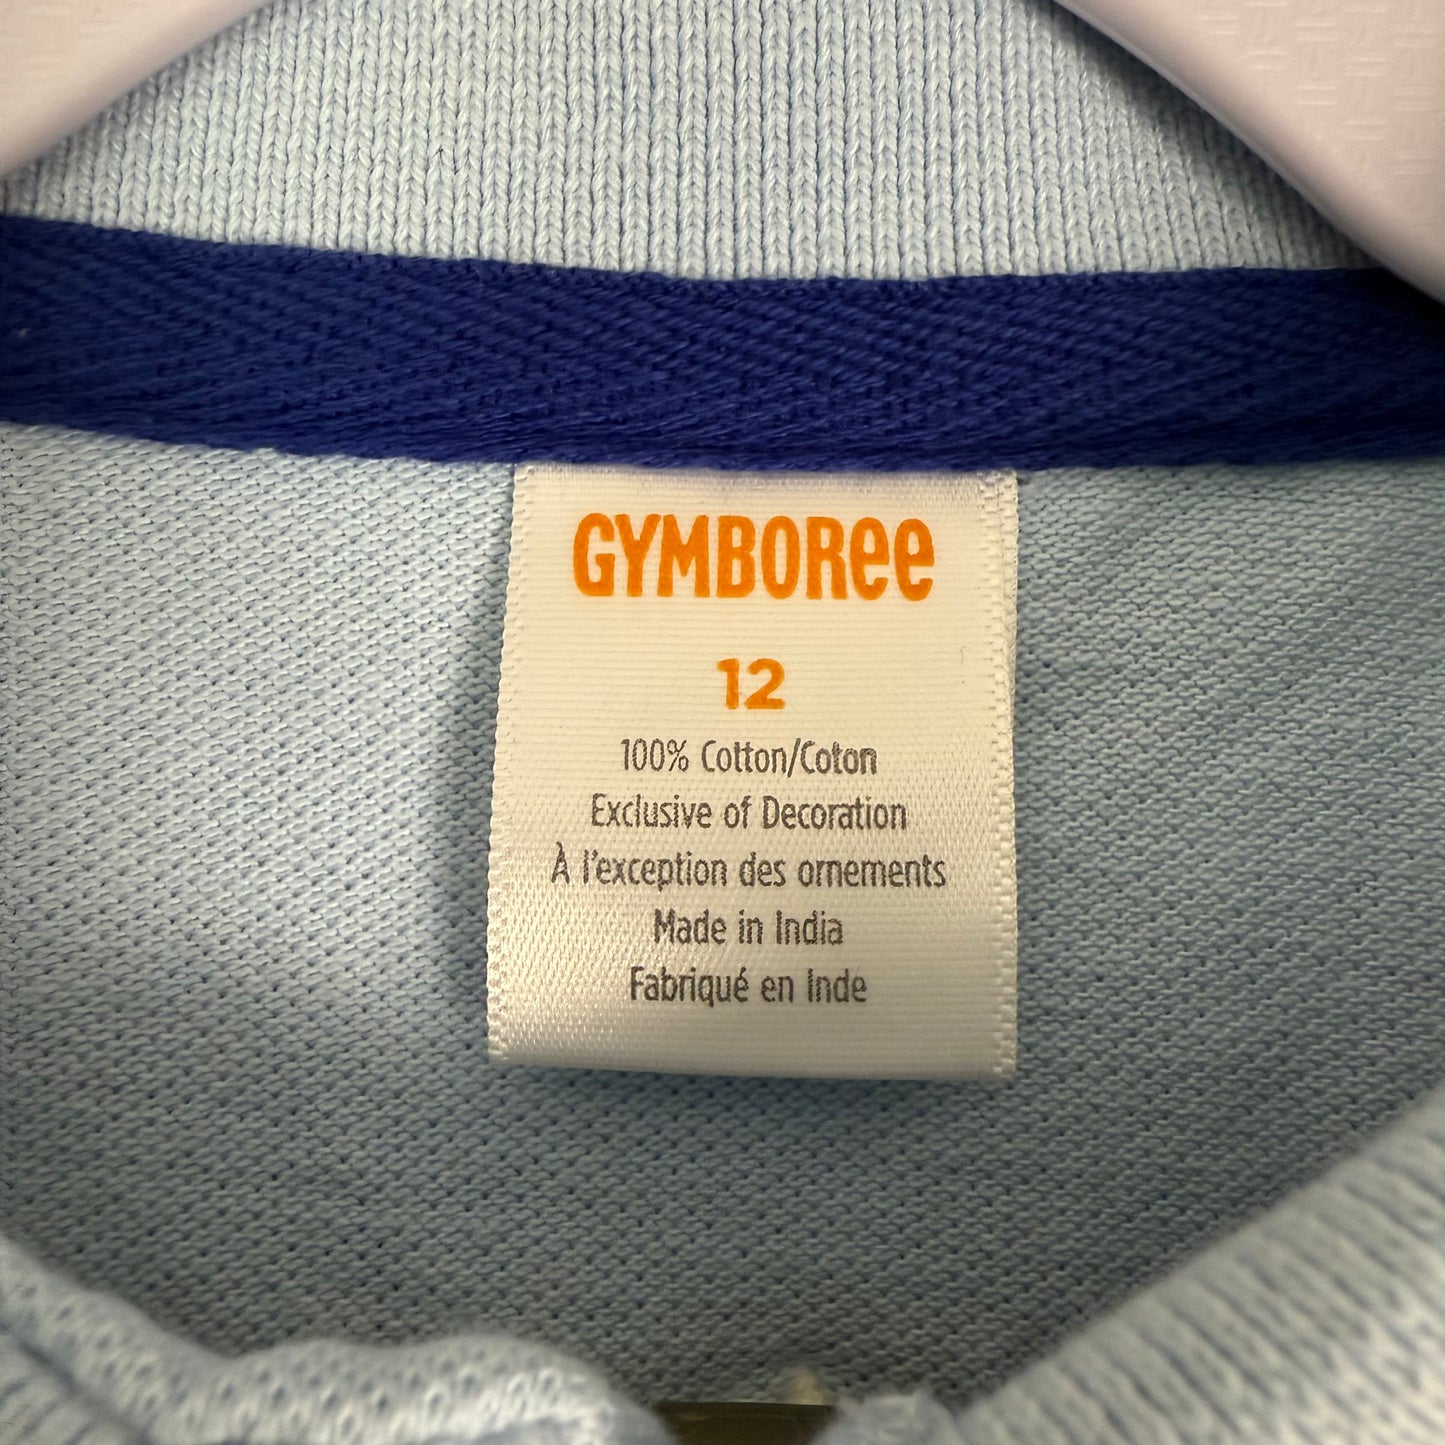 GYMBORee
12
100% Cotton/Coton
Exclusive of Decoration
À l'exception des ornements
Made in India
Fabriqué en Inde